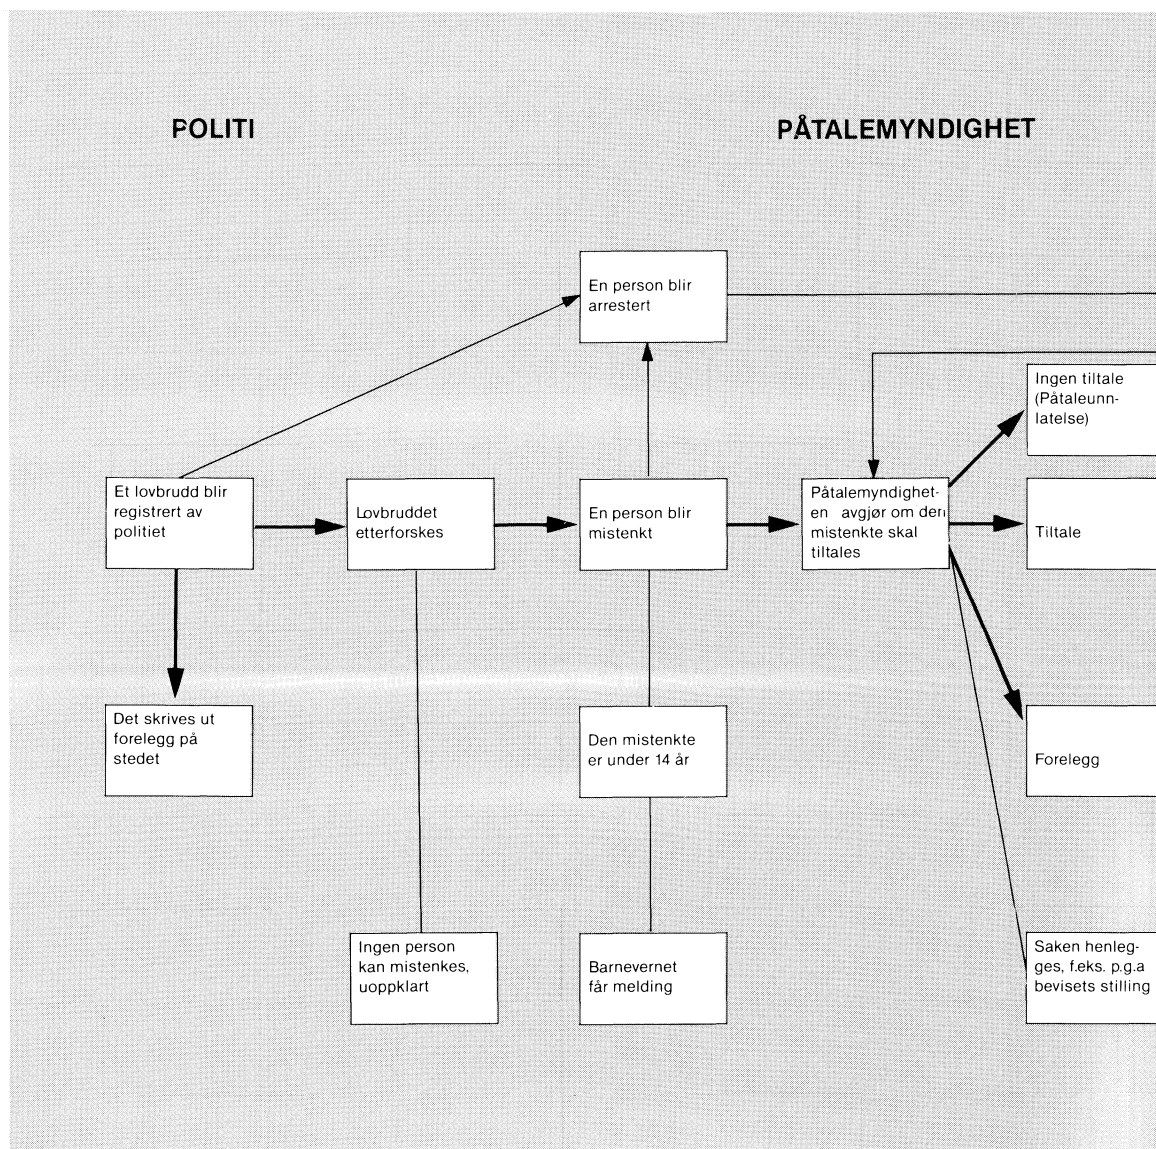 POLITI
PÅTALEMYNDIGHET
En person blir
arrestert
Ingen tiltale
(Påtaleunn-
latelse)
Et lovbrudd blir
registrert av
politiet
Lovbruddet
etterforskes
En person blir
mistenkt
Påtalemyndighet-
en avgjør om den
mistenkte skal
tiltales
Tiltale
Det skrives ut
forelegg på
stedet
Den mistenkte
er under 14 år
Forelegg
Ingen person
kan mistenkes,
uoppklart
Barnevernet
får melding
Saken henleg-
ges, f.eks. p.g.a
bevisets stilling